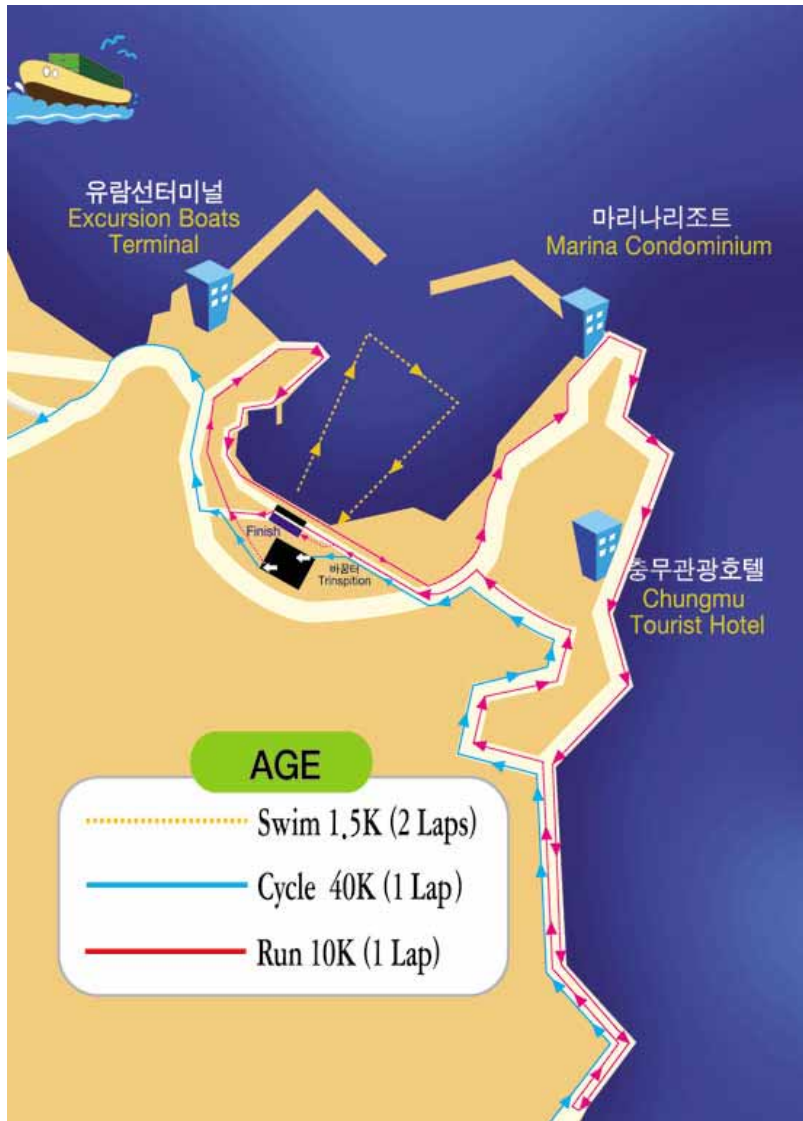 유람선터미널
Excursion Boats
Terminal
마리나리조트
Marina Condominium
Finish
바꿈터
Trinspition
충무관광호텔
Chungmu
Tourist Hotel
AGE
Swim 1.5K (2 Laps)
Cycle 40K (1 Lap)
Run 10K (1 Lap)